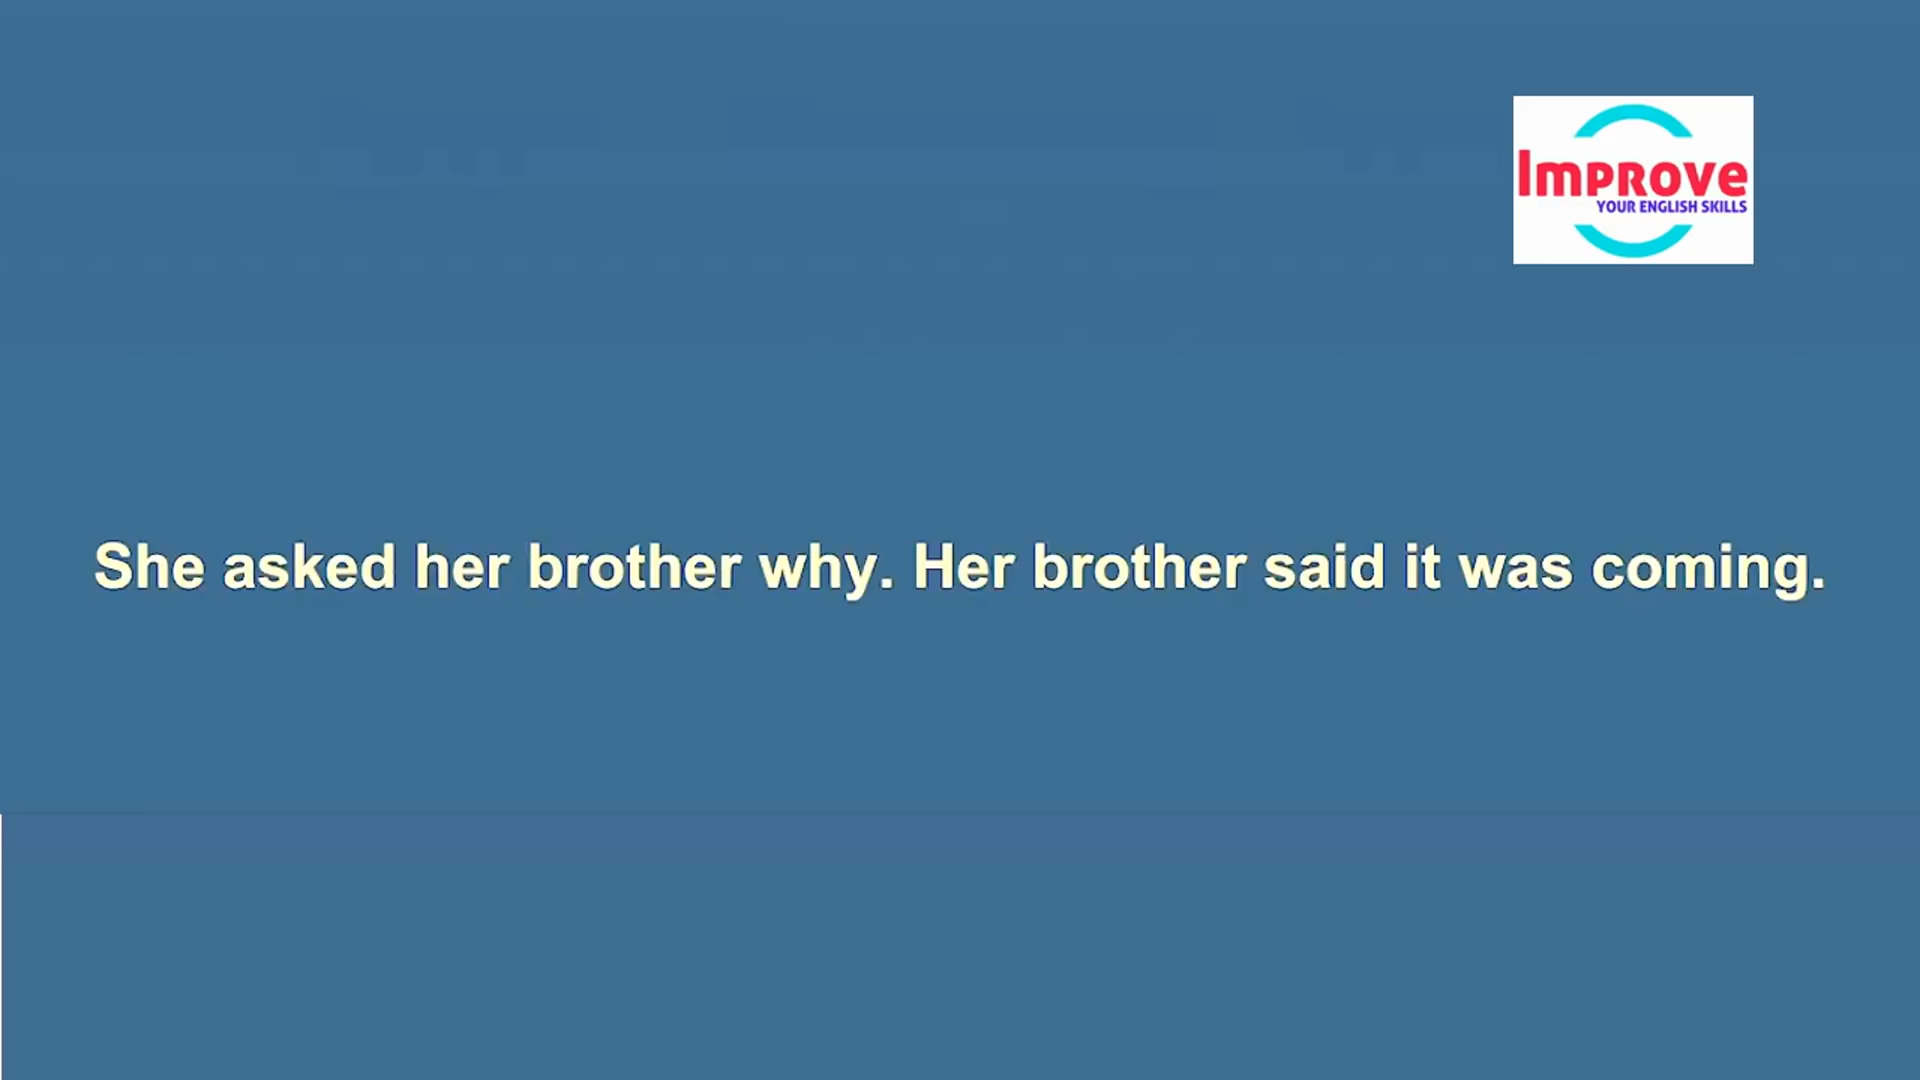 Improve
YOUR ENGLISH SKILLS
She asked her brother why. Her brother said it was coming.